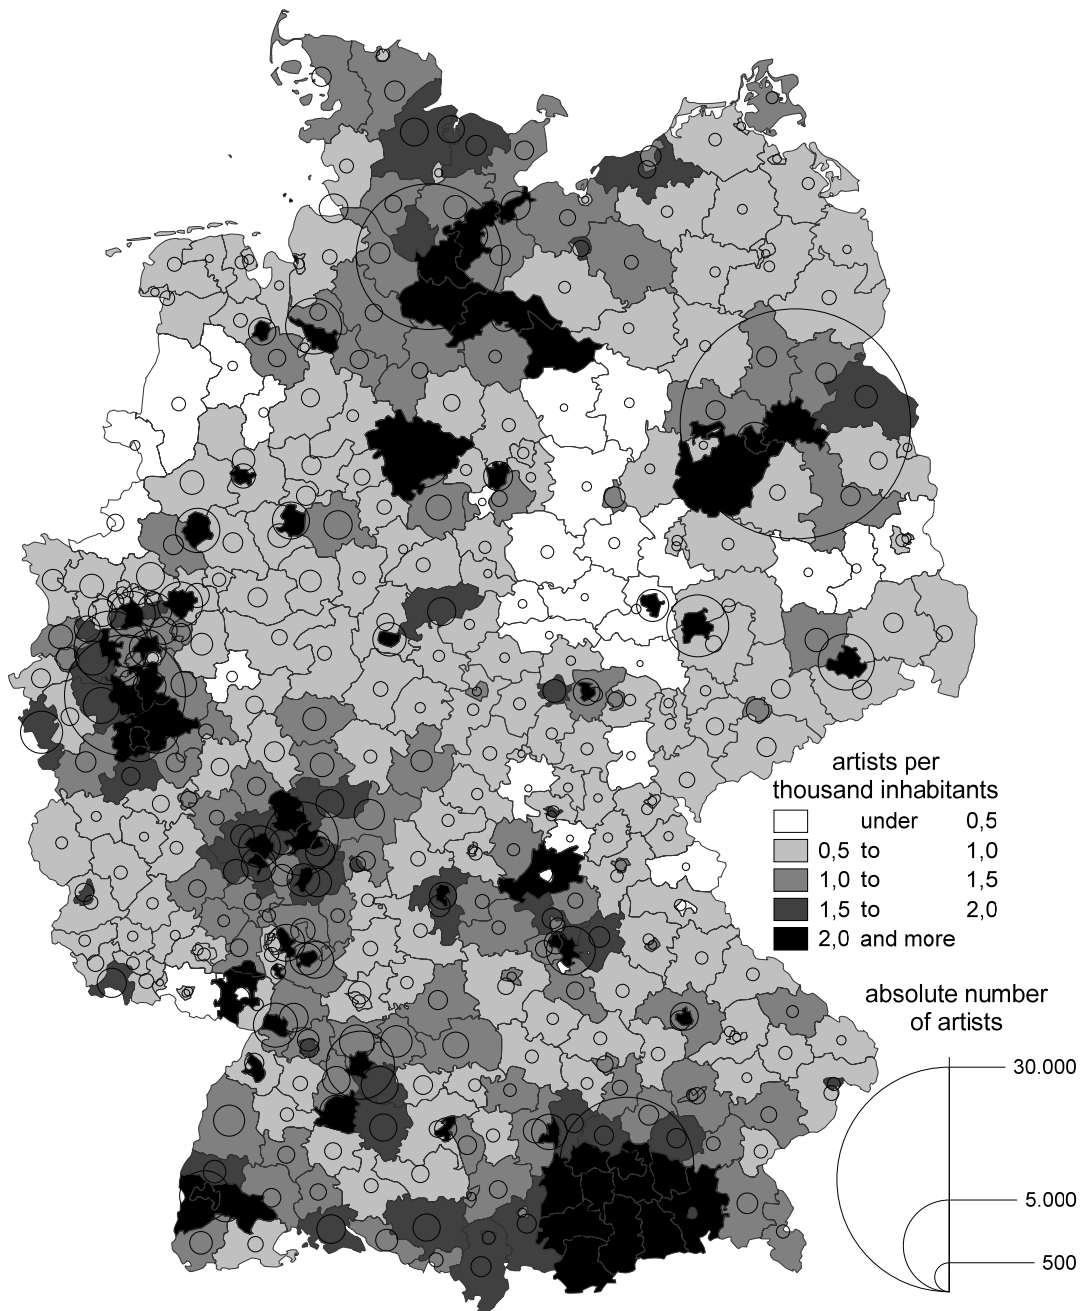 artists per
thousand inhabitants
under 0,5
0,5 to 1,0
1,0 to 1,5
1,5 to 2,0
2,0 and more
absolute number
of artists
30.000
5.000
500